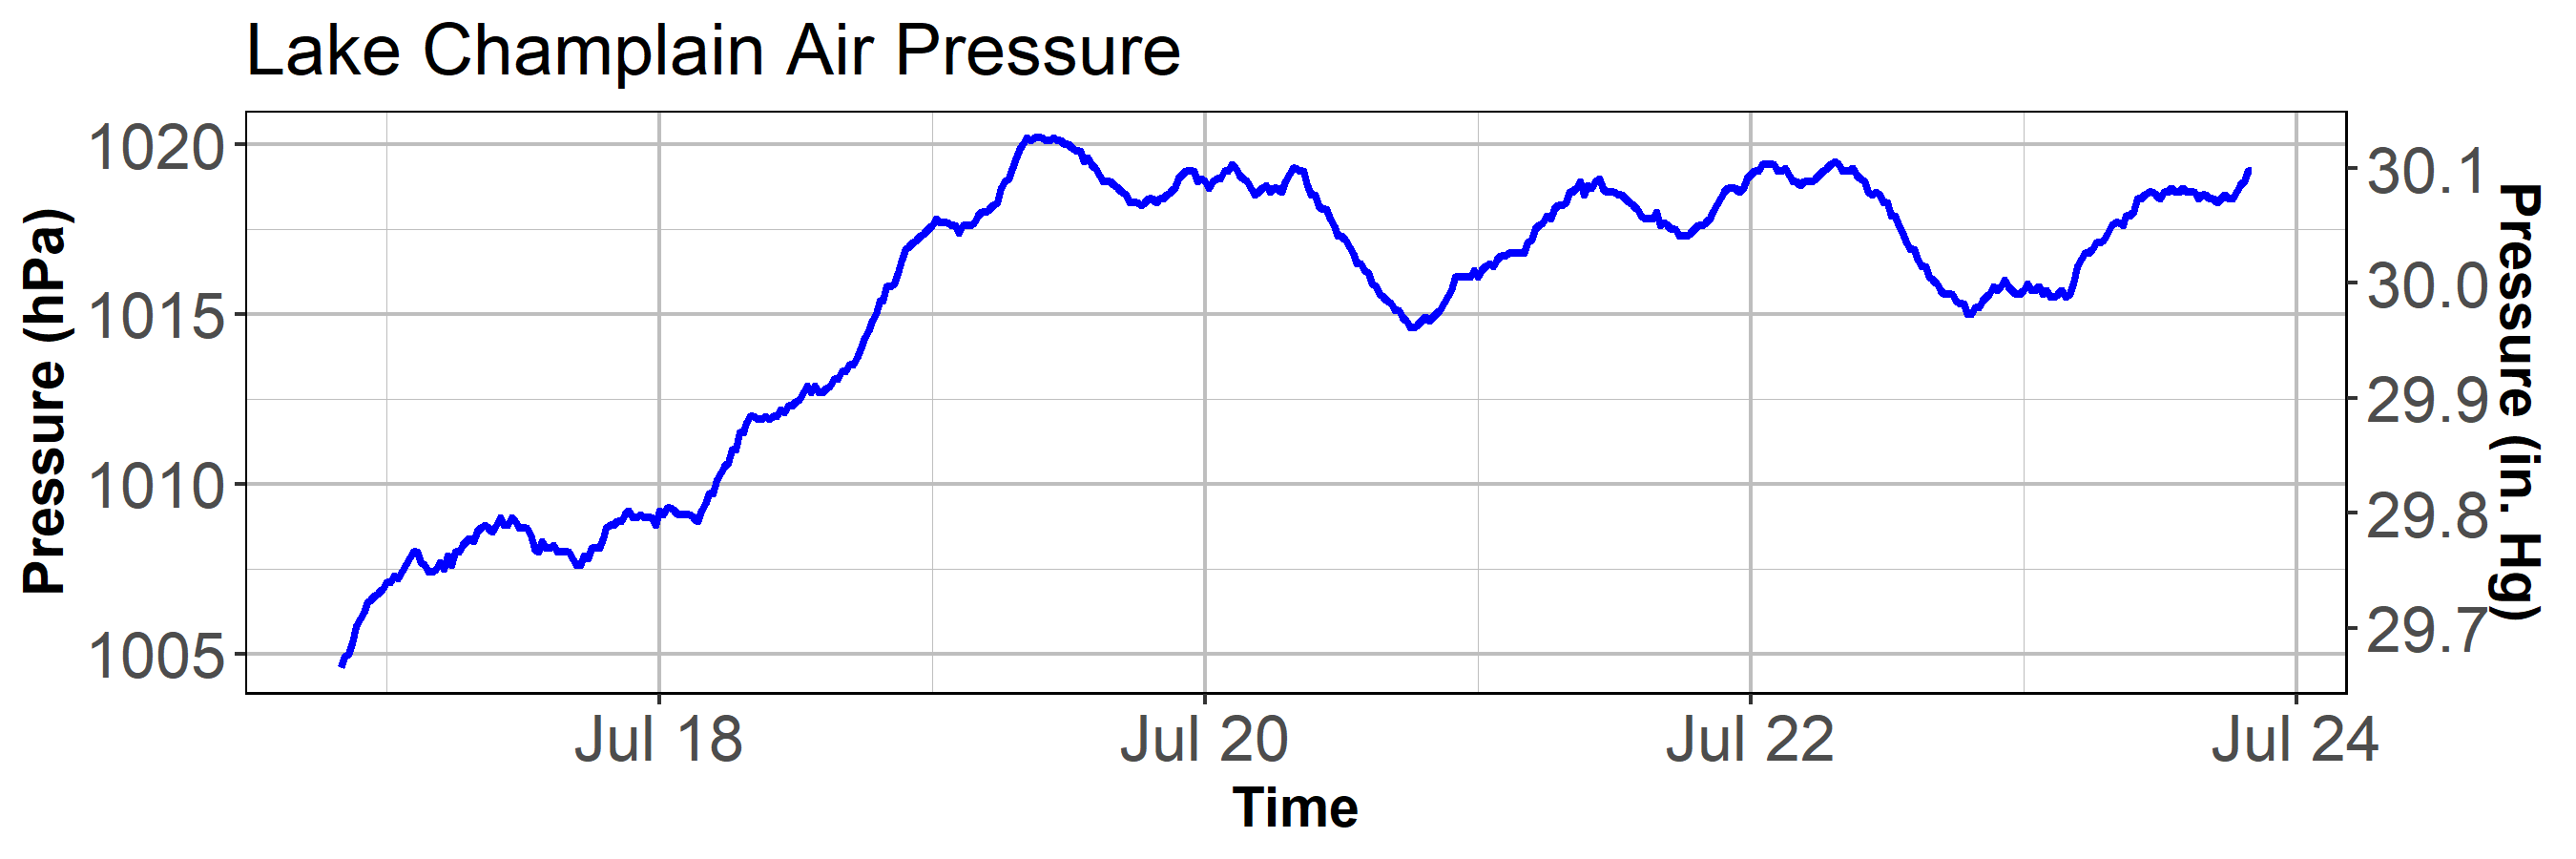 Lake Champlain Air Pressure
Pressure (hPa)
1020
1015
1010
1005
30.1
30.0
29.9
29.8
29.7
Pressure (in. Hg)
Jul 18
Jul 20
Jul 22
Jul 24
Time